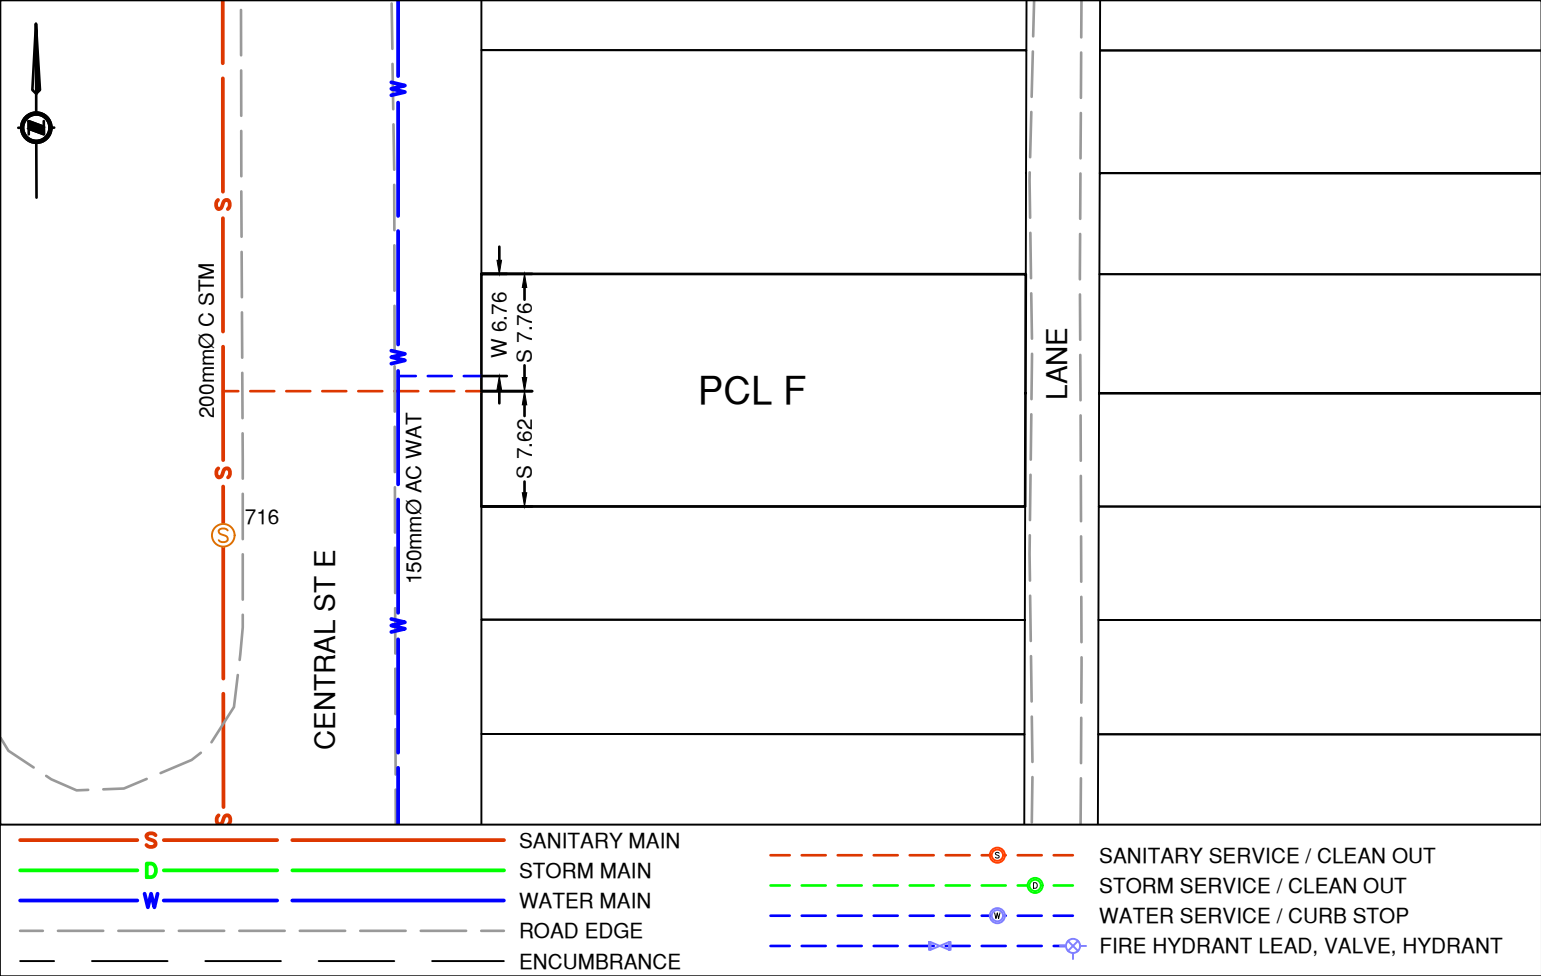 N
S
W
200mmØ C STM
W 6.76
S 7.76
W
PCL F
LANE
S 7.62
150mmØ AC WAT
S
716
S
CENTRAL ST E
W
S
S SANITARY MAIN
D STORM MAIN
W WATER MAIN
ROAD EDGE
ENCUMBRANCE
S SANITARY SERVICE / CLEAN OUT
D STORM SERVICE / CLEAN OUT
W WATER SERVICE / CURB STOP
FIRE HYDRANT LEAD, VALVE, HYDRANT